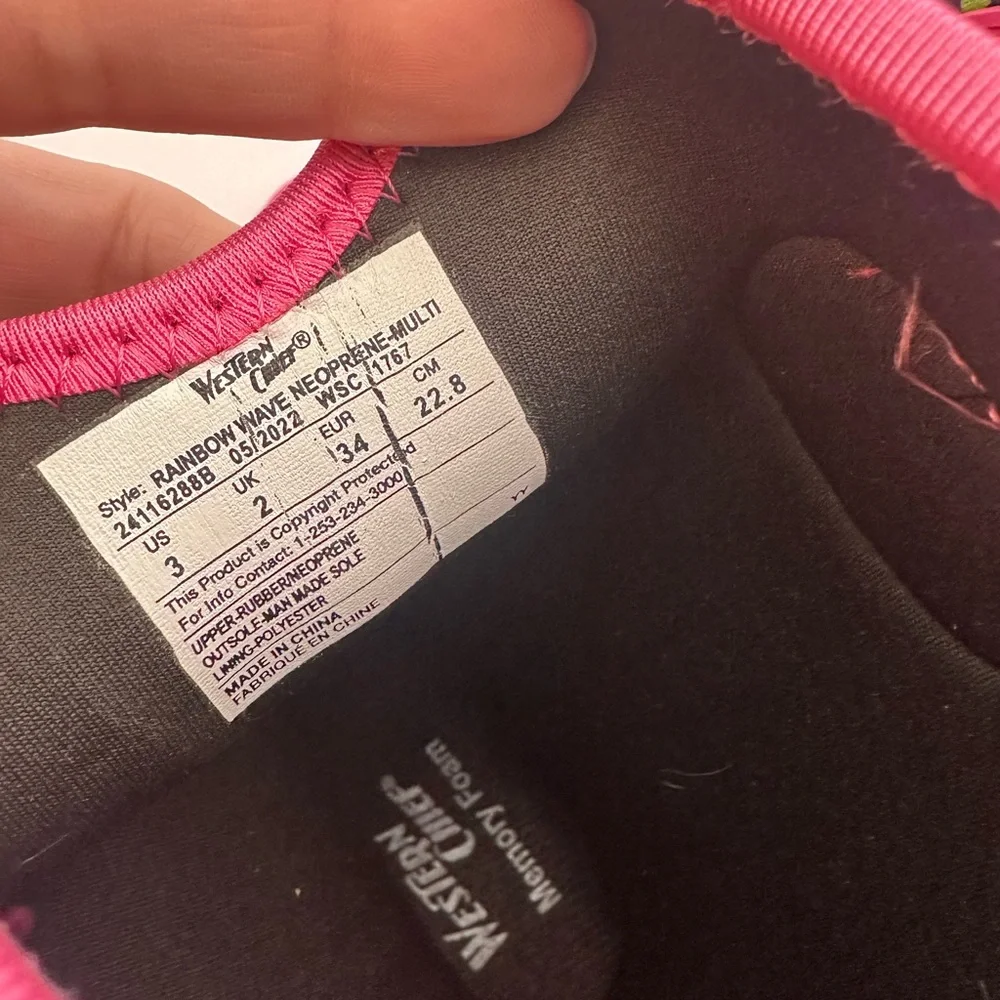 WESTERN
CHIEF®
Style: RAINBOW WAVE NEOPRENE-MULTI
24116288B 05/2022 WSC 1767
US UK EUR CM
3 2 34 22.8
This Product is Copyright Protected
For Info Contact: 1-253-234-3000
UPPER-RUBBER/NEOPRENE
OUTSOLE-MAN MADE SOLE
LINING-POLYESTER
MADE IN CHINA
FABRIQUÉ EN CHINE
YY
WESTERN
CHIEF®
Memory Foam